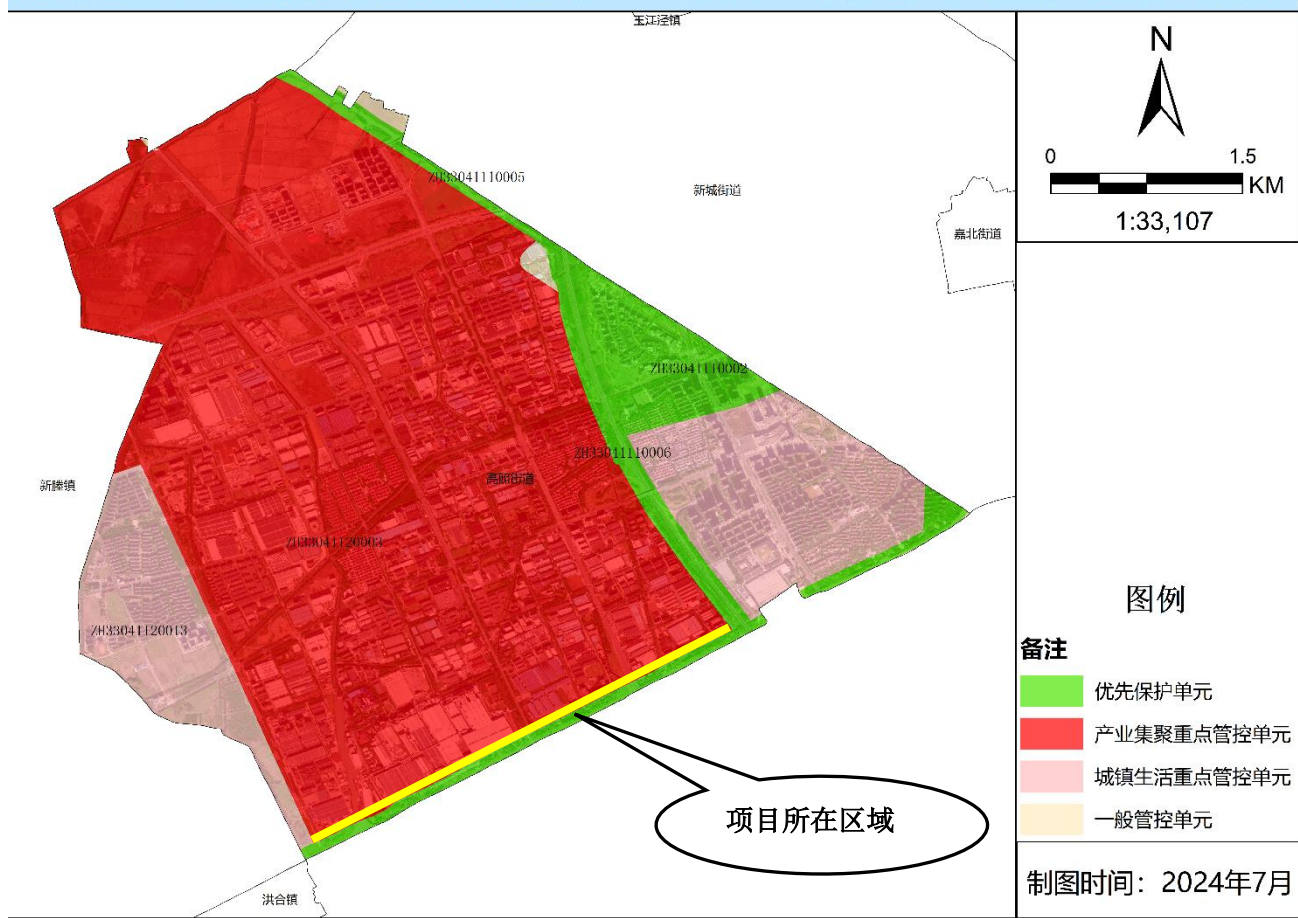 玉江泾镇
N
0 1.5
KM
1:33,107
ZH33041110005
新城街道
嘉北街道
ZH33041110002
ZH33041110006
新塍镇
高照街道
ZH33041120003
ZH33041120013
图例
备注
优先保护单元
产业集聚重点管控单元
城镇生活重点管控单元
一般管控单元
项目所在区域
制图时间：2024年7月
洪合镇